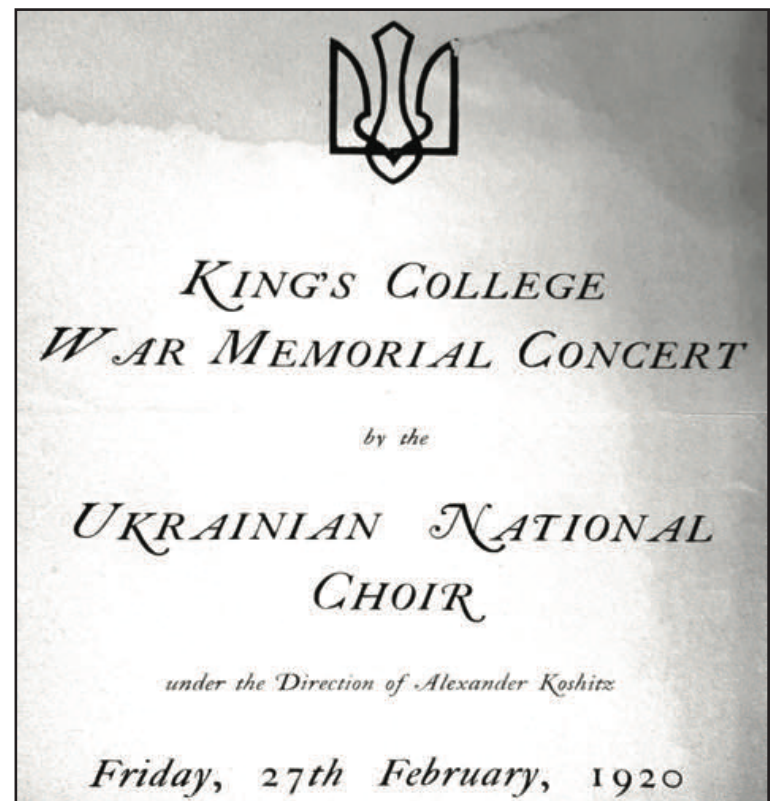 KING'S COLLEGE
WAR MEMORIAL CONCERT
by the
UKRAINIAN NATIONAL
CHOIR
under the Direction of Alexander Koshitz
Friday, 27th February, 1920